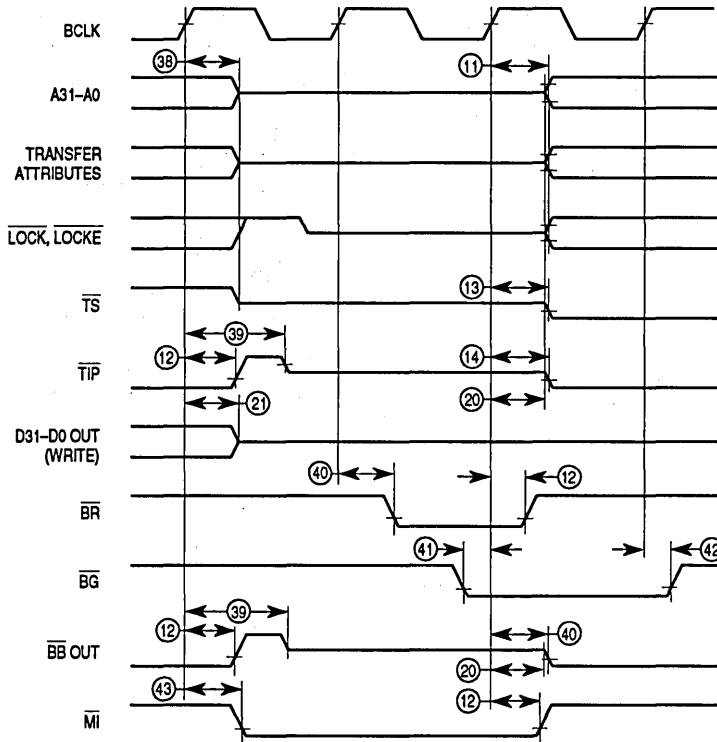 BCLK
38
11
A31–A0
TRANSFER
ATTRIBUTES
LOCK, LOCKE
13
TS
39
12
14
TIP
21
20
D31–D0 OUT
(WRITE)
40
12
BR
41
42
BG
39
12
40
BB OUT
20
43
12
MI